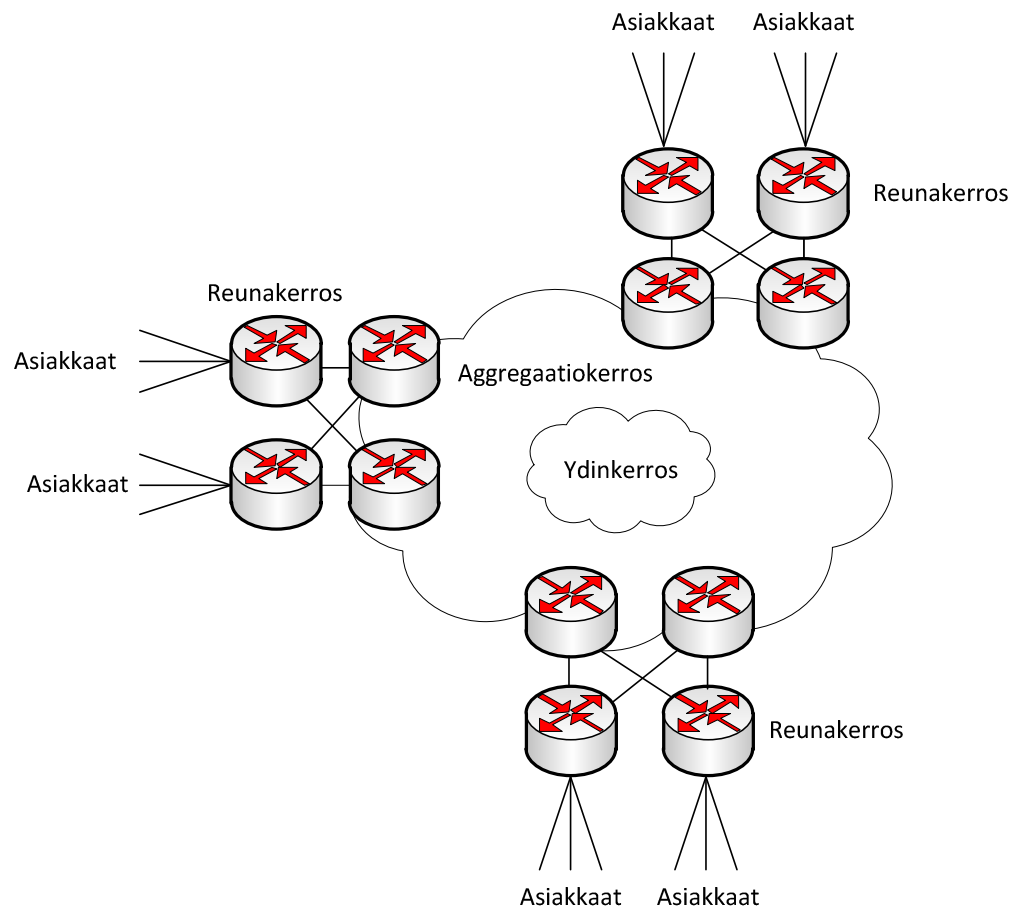 Asiakkaat Asiakkaat
Reunakerros
Reunakerros
Asiakkaat
Aggregaatiokerros
Ydinkerros
Asiakkaat
Reunakerros
Asiakkaat Asiakkaat